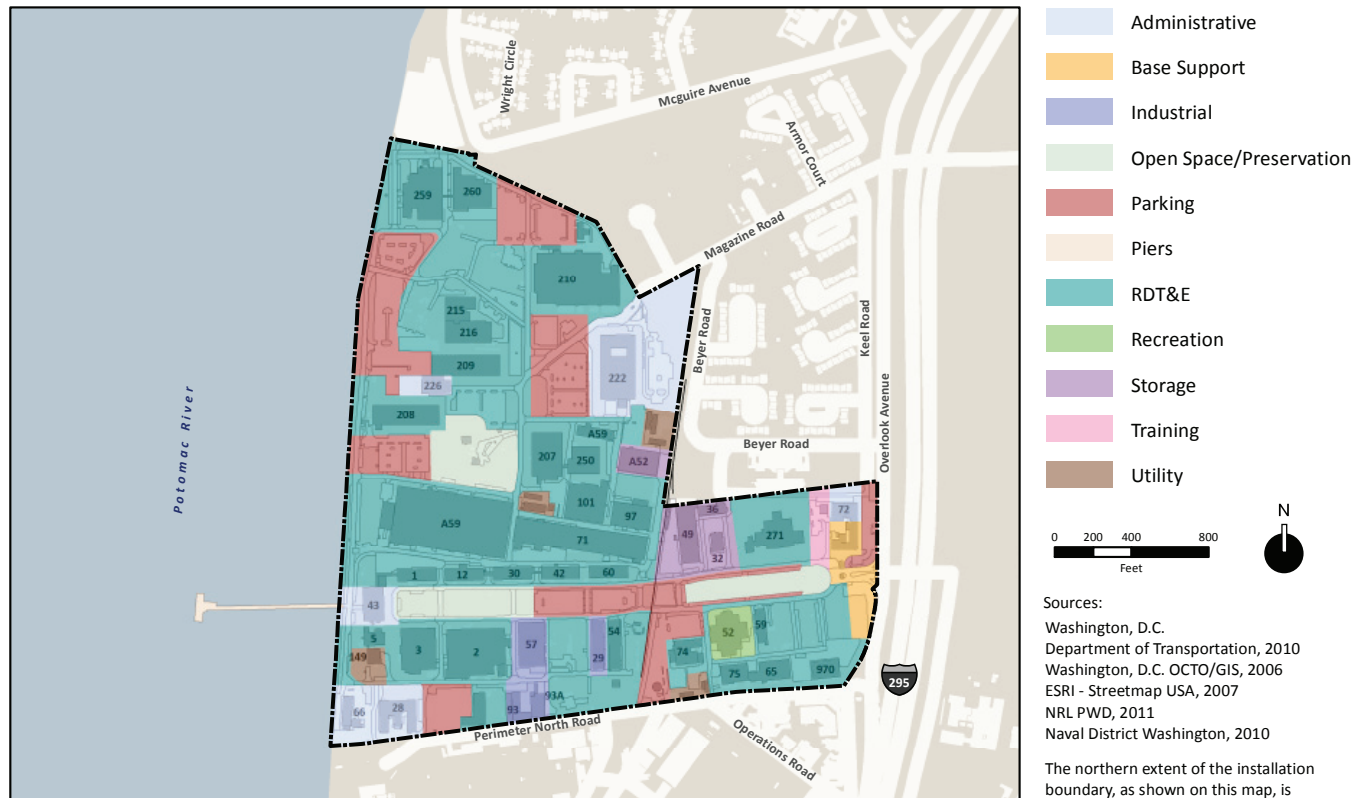 Wright Circle
Mcguire Avenue
Armor Court
Magazine Road
Beyer Road
Keel Road
Overlook Avenue
Beyer Road
Potomac River
259
260
210
215
216
209
222
226
208
A59
207
250
A52
101
97
A59
71
36
49
32
271
72
1
12
30
42
60
43
5
3
2
57
29
54
52
59
149
74
75
65
970
66
28
93
93A
Perimeter North Road
Operations Road
295
Administrative
Base Support
Industrial
Open Space/Preservation
Parking
Piers
RDT&E
Recreation
Storage
Training
Utility
N
0 200 400 800
Feet
Sources:
Washington, D.C.
Department of Transportation, 2010
Washington, D.C. OCTO/GIS, 2006
ESRI - Streetmap USA, 2007
NRL PWD, 2011
Naval District Washington, 2010
The northern extent of the installation
boundary, as shown on this map, is